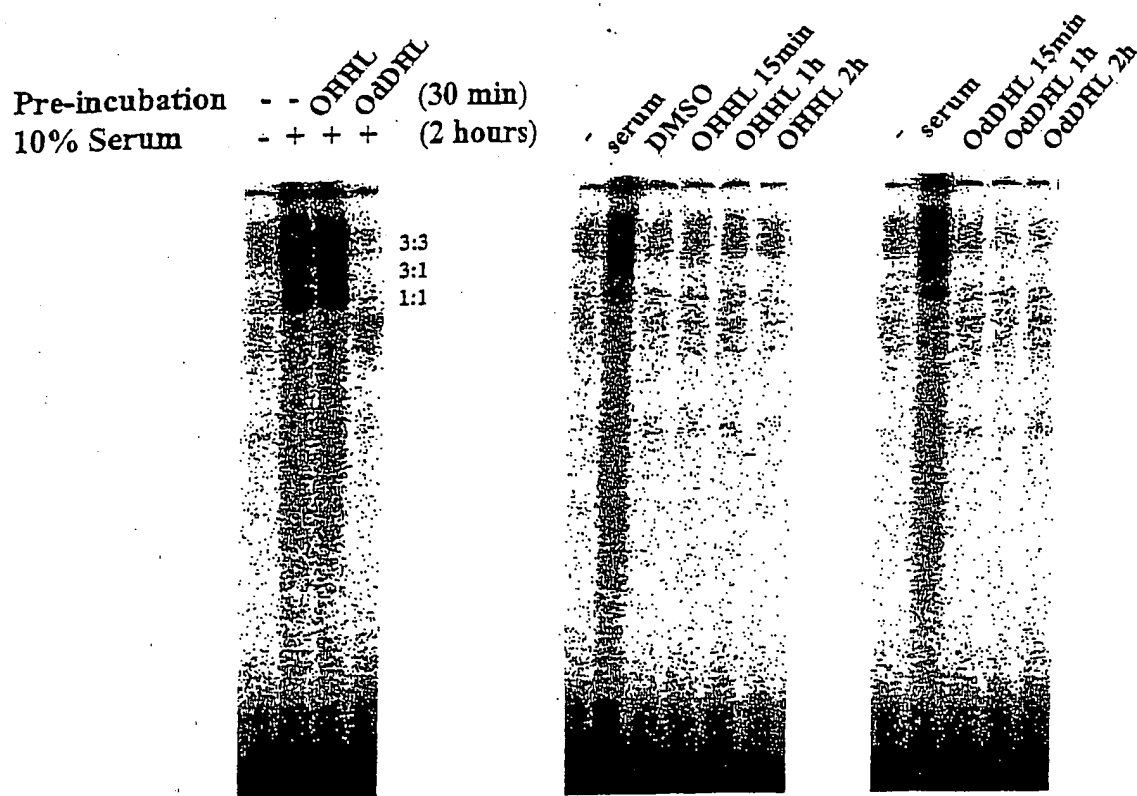 Pre-incubation - - OHHL OdDHL (30 min)
10% Serum - + + + (2 hours)
3:3
3:1
1:1
- serum DMSO OHHL 15min OHHL 1h OHHL 2h
- serum OdDHL 15min OdDHL 1h OdDHL 2h